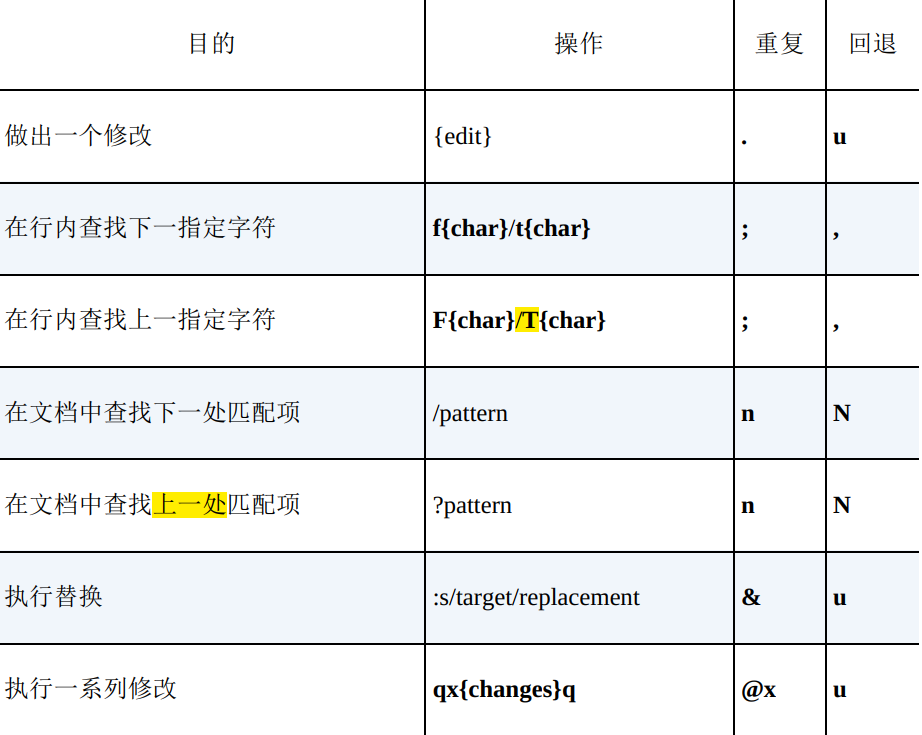 目的 操作 重复 回退
做出一个修改 {edit} . u
在行内查找下一指定字符 f{char}/t{char} ; ,
在行内查找上一指定字符 F{char}/T{char} ; ,
在文档中查找下一处匹配项 /pattern n N
在文档中查找上一处匹配项 ?pattern n N
执行替换 :s/target/replacement & u
执行一系列修改 qx{changes}q @x u